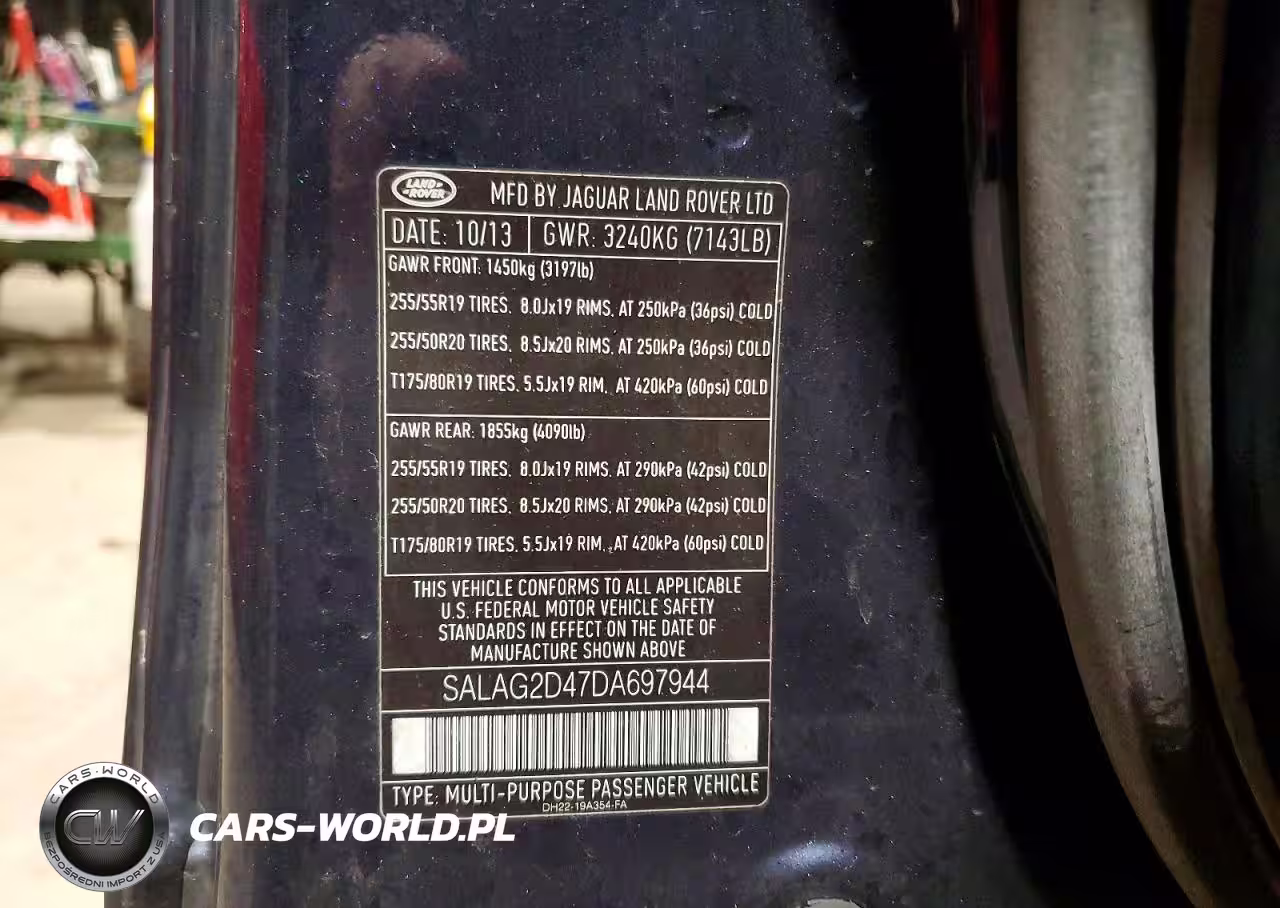 LAND ROVER
MFD BY JAGUAR LAND ROVER LTD
DATE: 10/13 GWR: 3240KG (7143LB)
GAWR FRONT: 1450kg (3197lb)
255/55R19 TIRES. 8.0Jx19 RIMS. AT 250kPa (36psi) COLD
255/50R20 TIRES. 8.5Jx20 RIMS. AT 250kPa (36psi) COLD
T175/80R19 TIRES. 5.5Jx19 RIM. AT 420kPa (60psi) COLD
GAWR REAR: 1855kg (4090lb)
255/55R19 TIRES. 8.0Jx19 RIMS. AT 290kPa (42psi) COLD
255/50R20 TIRES. 8.5Jx20 RIMS. AT 290kPa (42psi) COLD
T175/80R19 TIRES. 5.5Jx19 RIM. AT 420kPa (60psi) COLD
THIS VEHICLE CONFORMS TO ALL APPLICABLE
U.S. FEDERAL MOTOR VEHICLE SAFETY
STANDARDS IN EFFECT ON THE DATE OF
MANUFACTURE SHOWN ABOVE
SALAG2D47DA697944
TYPE: MULTI-PURPOSE PASSENGER VEHICLE
DH22-19A354-FA
CARS-WORLD
CW
BEZPOŚREDNI IMPORT Z USA
CARS-WORLD.PL